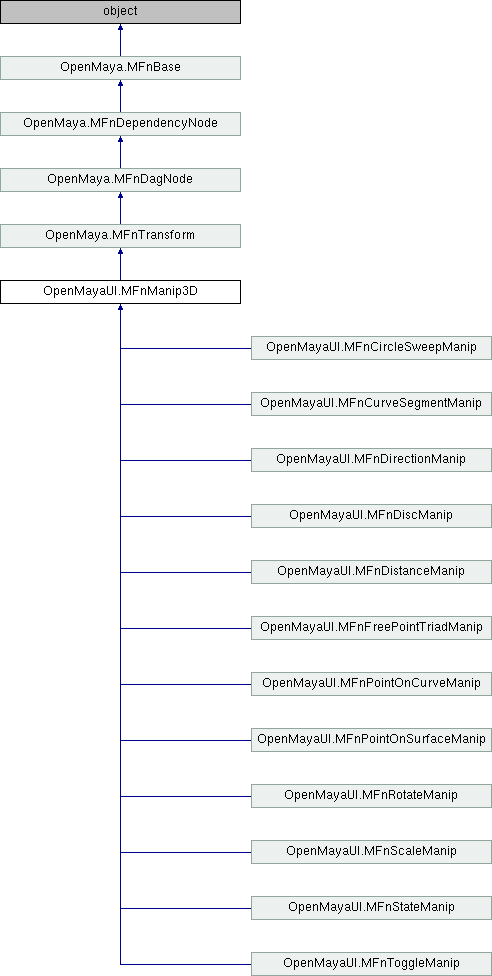 object
OpenMaya.MFnBase
OpenMaya.MFnDependencyNode
OpenMaya.MFnDagNode
OpenMaya.MFnTransform
OpenMayaUI.MFnManip3D
OpenMayaUI.MFnCircleSweepManip
OpenMayaUI.MFnCurveSegmentManip
OpenMayaUI.MFnDirectionManip
OpenMayaUI.MFnDiscManip
OpenMayaUI.MFnDistanceManip
OpenMayaUI.MFnFreePointTriadManip
OpenMayaUI.MFnPointOnCurveManip
OpenMayaUI.MFnPointOnSurfaceManip
OpenMayaUI.MFnRotateManip
OpenMayaUI.MFnScaleManip
OpenMayaUI.MFnStateManip
OpenMayaUI.MFnToggleManip